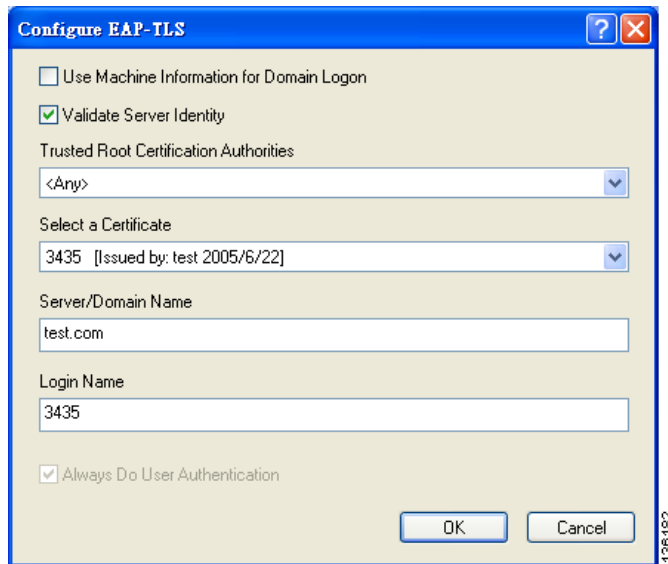 Configure EAP-TLS
Use Machine Information for Domain Logon
Validate Server Identity
Trusted Root Certification Authorities
<Any>
Select a Certificate
3435 [Issued by: test 2005/6/22]
Server/Domain Name
test.com
Login Name
3435
Always Do User Authentication
OK Cancel